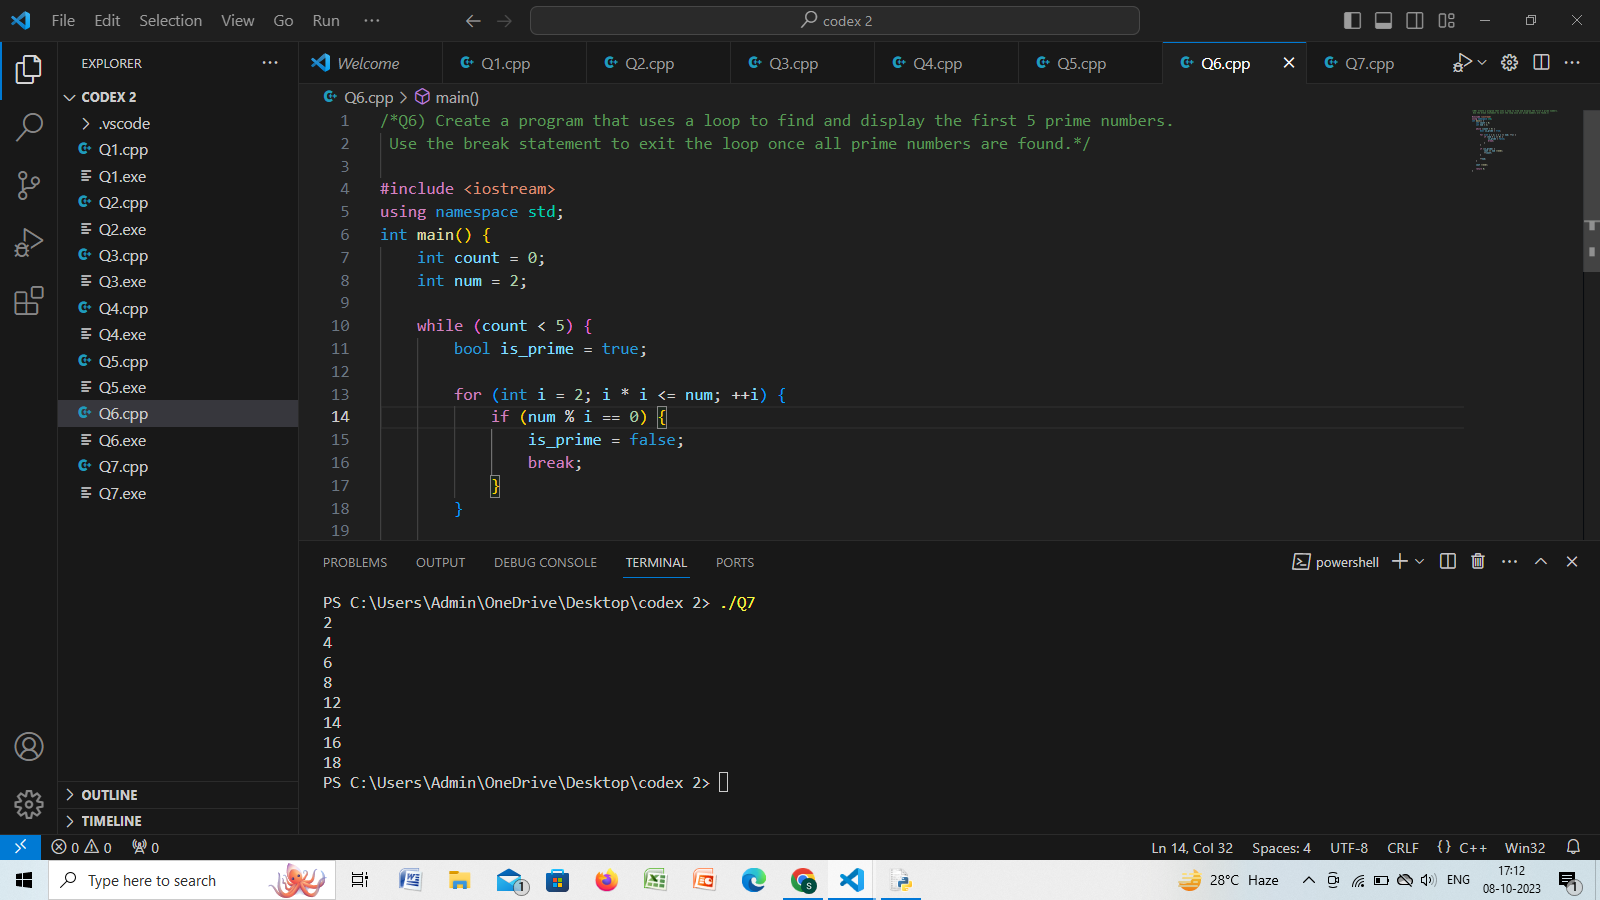 File Edit Selection View Go Run ···
codex 2
EXPLORER
Welcome Q1.cpp Q2.cpp Q3.cpp Q4.cpp Q5.cpp Q6.cpp Q7.cpp
CODEX 2
.vscode
Q1.cpp
Q1.exe
Q2.cpp
Q2.exe
Q3.cpp
Q3.exe
Q4.cpp
Q4.exe
Q5.cpp
Q5.exe
Q6.cpp
Q6.exe
Q7.cpp
Q7.exe
OUTLINE
TIMELINE
Q6.cpp > main()
1 /*Q6) Create a program that uses a loop to find and display the first 5 prime numbers.
2 Use the break statement to exit the loop once all prime numbers are found.*/
3
4 #include <iostream>
5 using namespace std;
6 int main() {
7 int count = 0;
8 int num = 2;
9
10 while (count < 5) {
11 bool is_prime = true;
12
13 for (int i = 2; i * i <= num; ++i) {
14 if (num % i == 0) {
15 is_prime = false;
16 break;
17 }
18 }
19
PROBLEMS OUTPUT DEBUG CONSOLE TERMINAL PORTS
powershell
PS C:\Users\Admin\OneDrive\Desktop\codex 2> ./Q7
2
4
6
8
12
14
16
18
PS C:\Users\Admin\OneDrive\Desktop\codex 2>
0 0 0
Ln 14, Col 32 Spaces: 4 UTF-8 CRLF {} C++ Win32
Type here to search
1
28°C Haze
ENG
17:12
08-10-2023
1